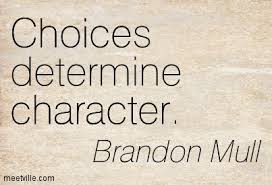 Choices
determine
character.
Brandon Mull
meetville.com